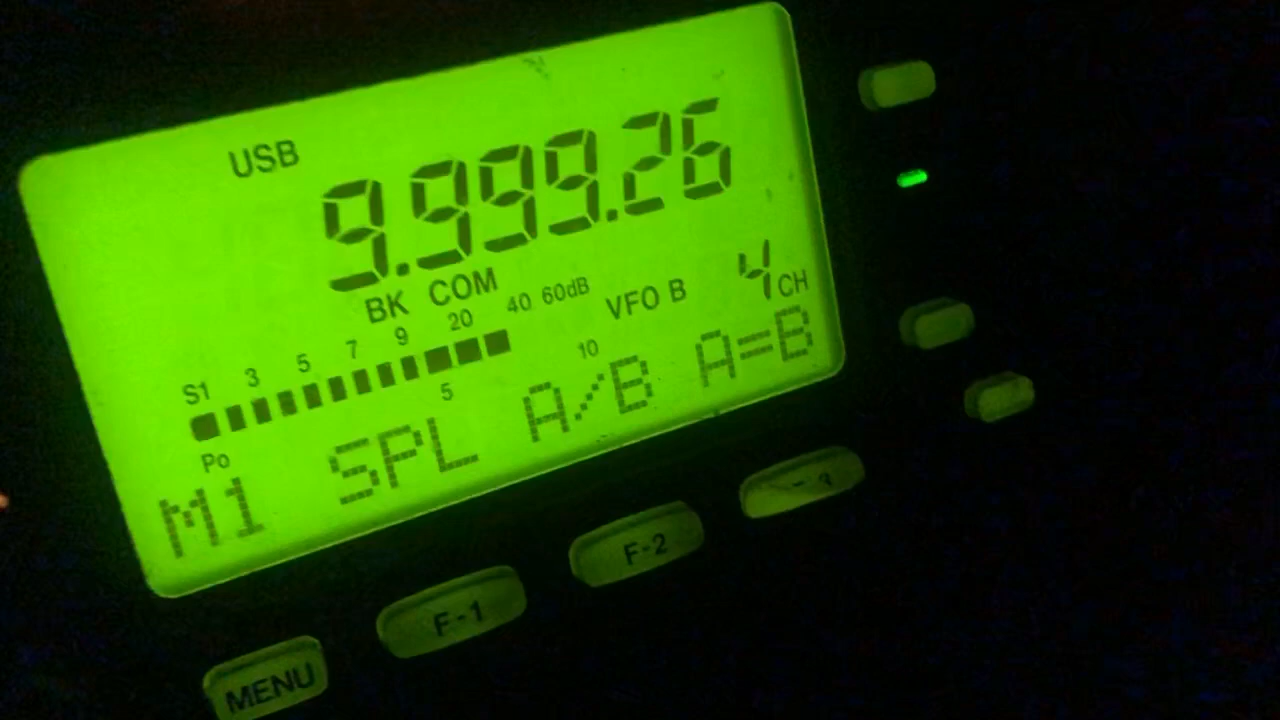 USB
9.999.26
BK COM
VFO B 4 CH
S1 3 5 7 9 20 40 60dB
Po 5 10
M1 SPL A/B A=B
MENU F-1 F-2